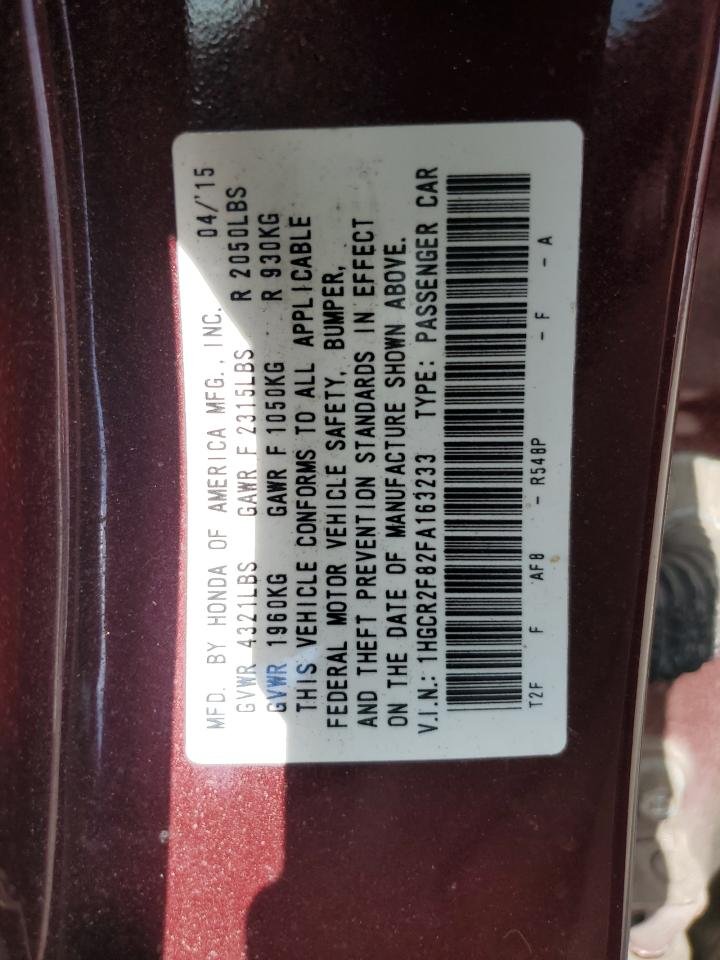 MFD. BY HONDA OF AMERICA MFG., INC. 04/'15
GVWR 4321LBS GAWR F 2315LBS R 2050LBS
GVWR 1960KG GAWR F 1050KG R 930KG
THIS VEHICLE CONFORMS TO ALL APPLICABLE
FEDERAL MOTOR VEHICLE SAFETY, BUMPER,
AND THEFT PREVENTION STANDARDS IN EFFECT
ON THE DATE OF MANUFACTURE SHOWN ABOVE.
V.I.N.: 1HGCR2F82FA163233 TYPE: PASSENGER CAR
T2F F AF8 - R548P - F - A